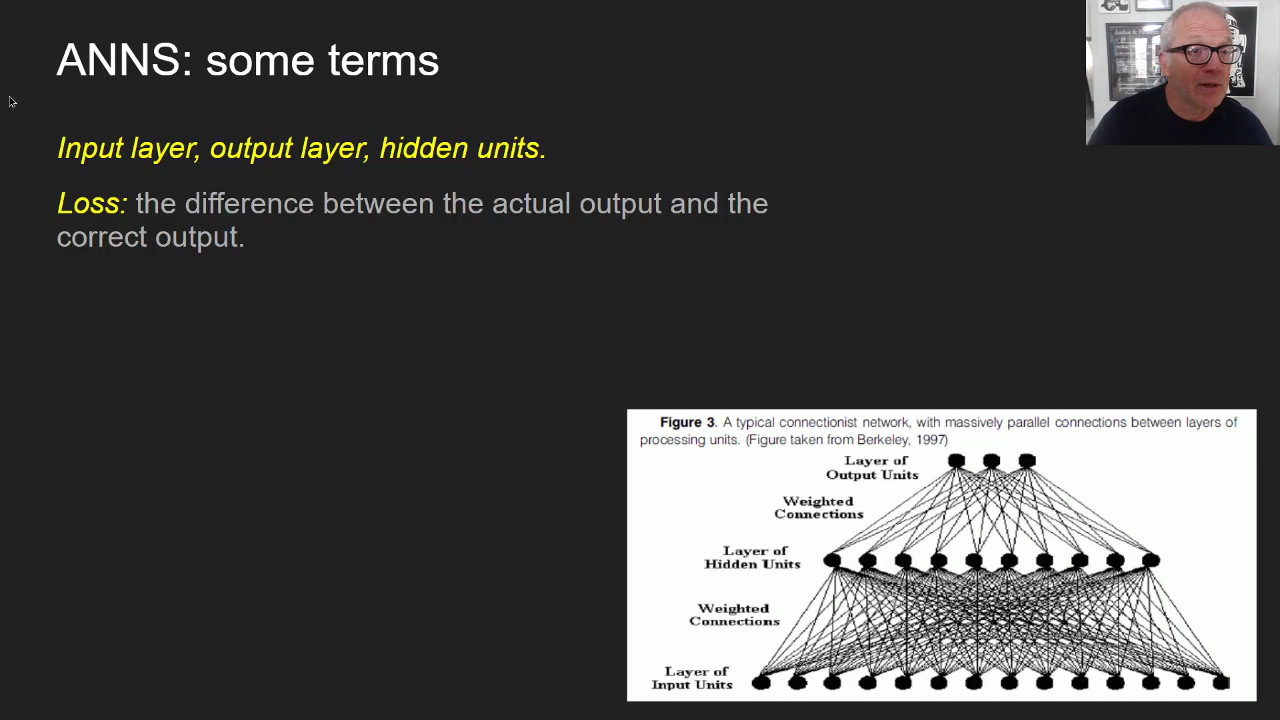 ANNS: some terms
Input layer, output layer, hidden units.
Loss: the difference between the actual output and the
correct output.
Figure 3. A typical connectionist network, with massively parallel connections between layers of
processing units. (Figure taken from Berkeley, 1997)
Layer of
Output Units
Weighted
Connections
Layer of
Hidden Units
Weighted
Connections
Layer of
Input Units